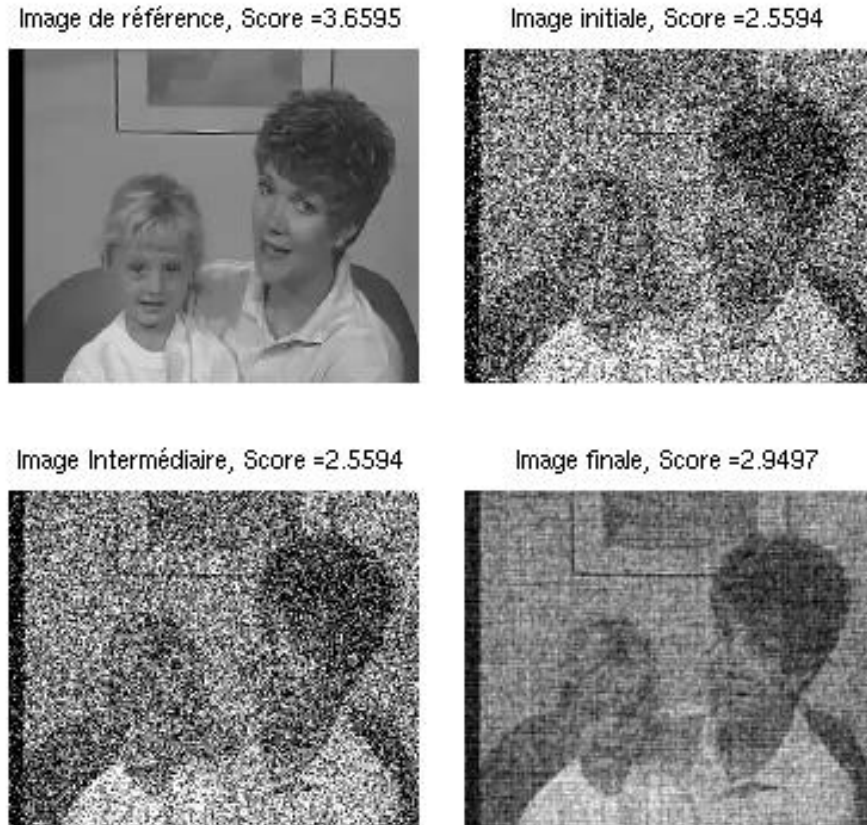 Image de référence, Score =3.6595
Image initiale, Score =2.5594
Image Intermédiaire, Score =2.5594
Image finale, Score =2.9497